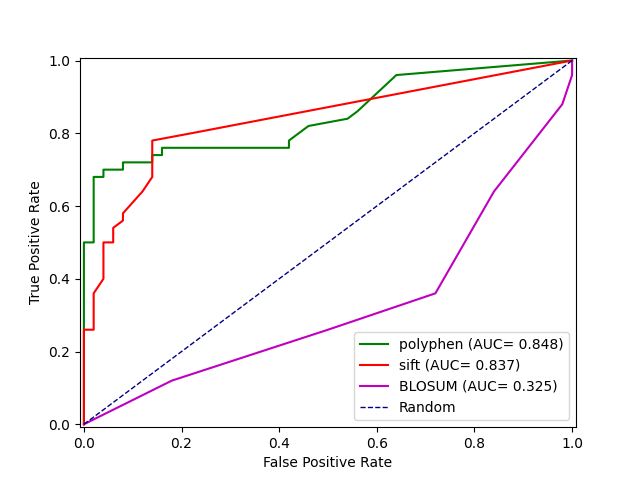 1.0
0.8
0.6
0.4
0.2
0.0
True Positive Rate
0.0 0.2 0.4 0.6 0.8 1.0
False Positive Rate
polyphen (AUC= 0.848)
sift (AUC= 0.837)
BLOSUM (AUC= 0.325)
Random